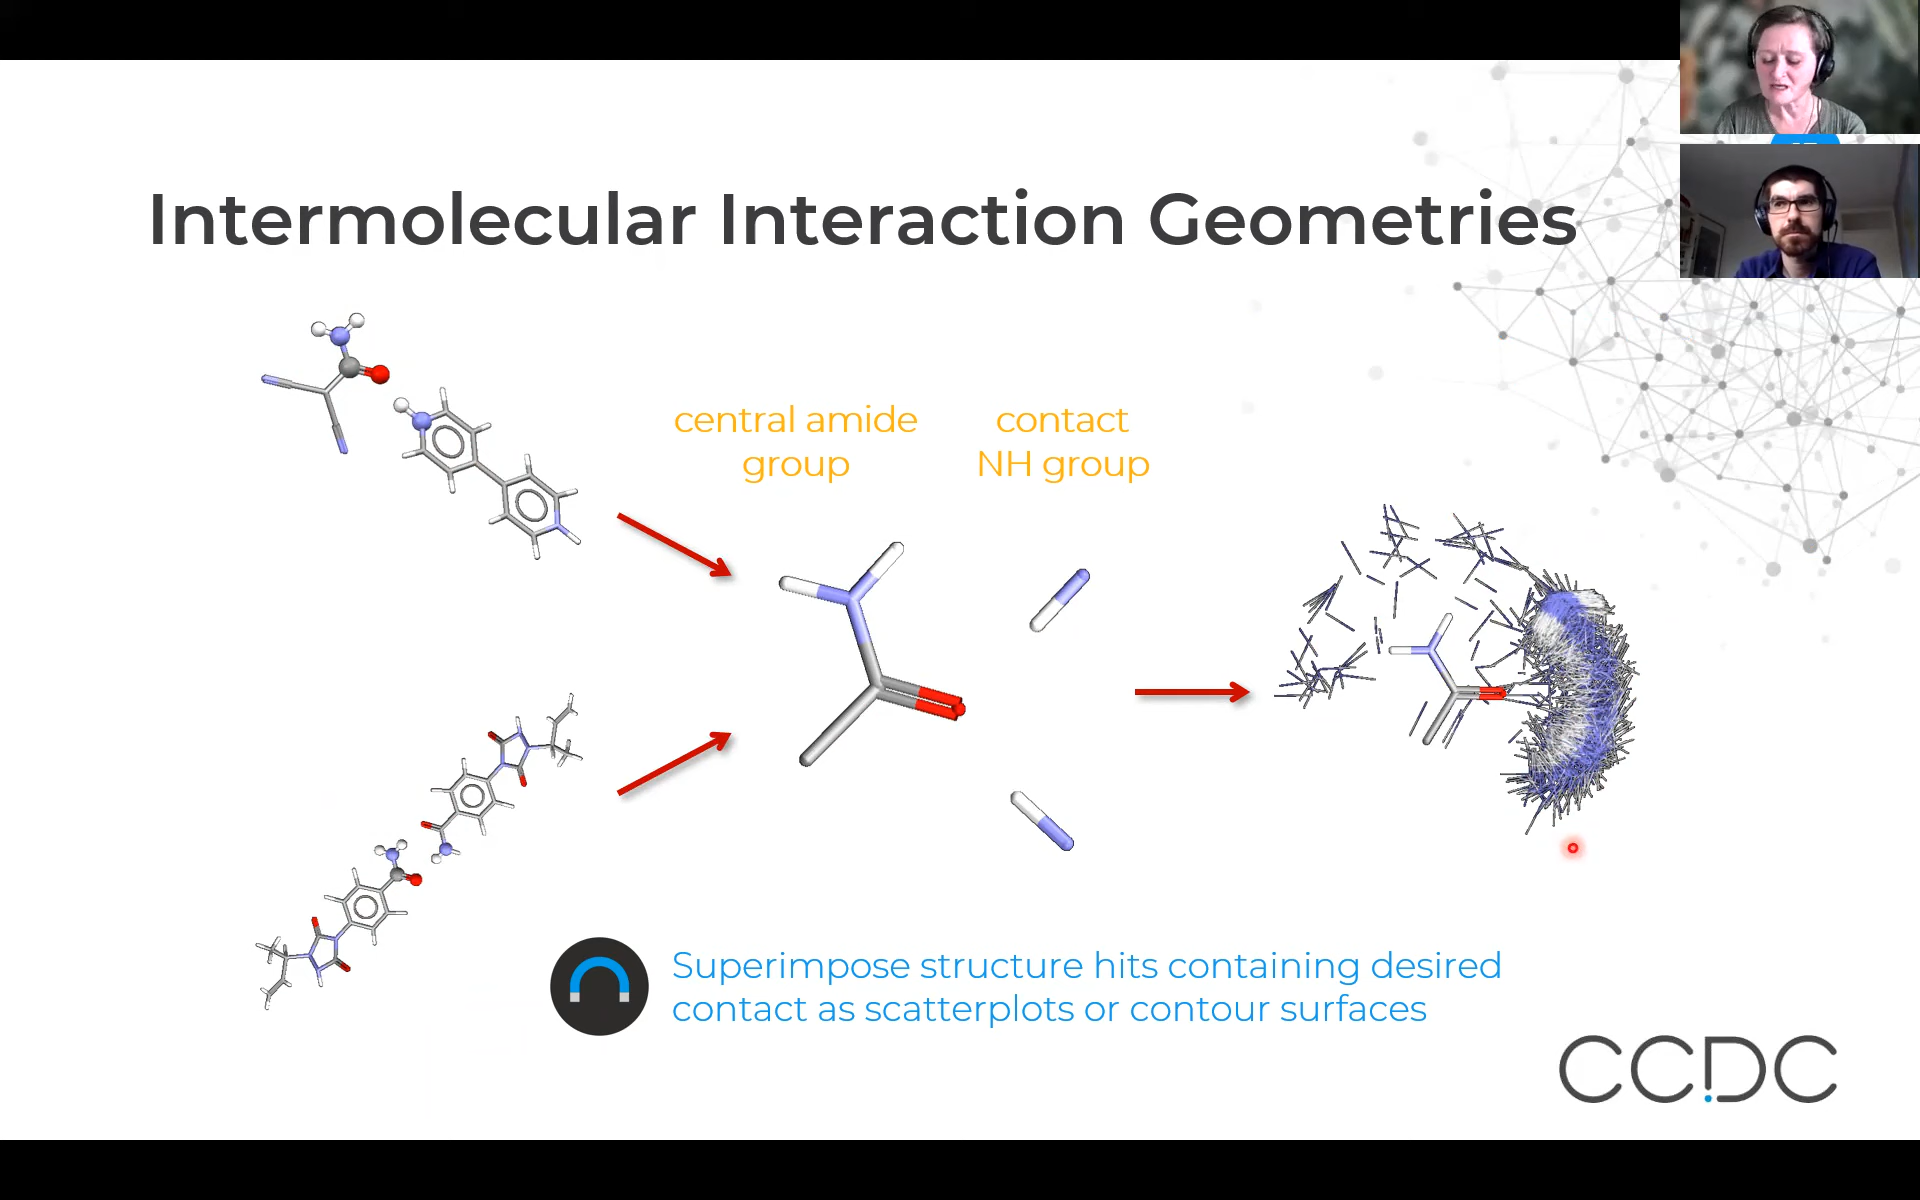 Intermolecular Interaction Geometries
central amide
group
contact
NH group
Superimpose structure hits containing desired
contact as scatterplots or contour surfaces
CCDC